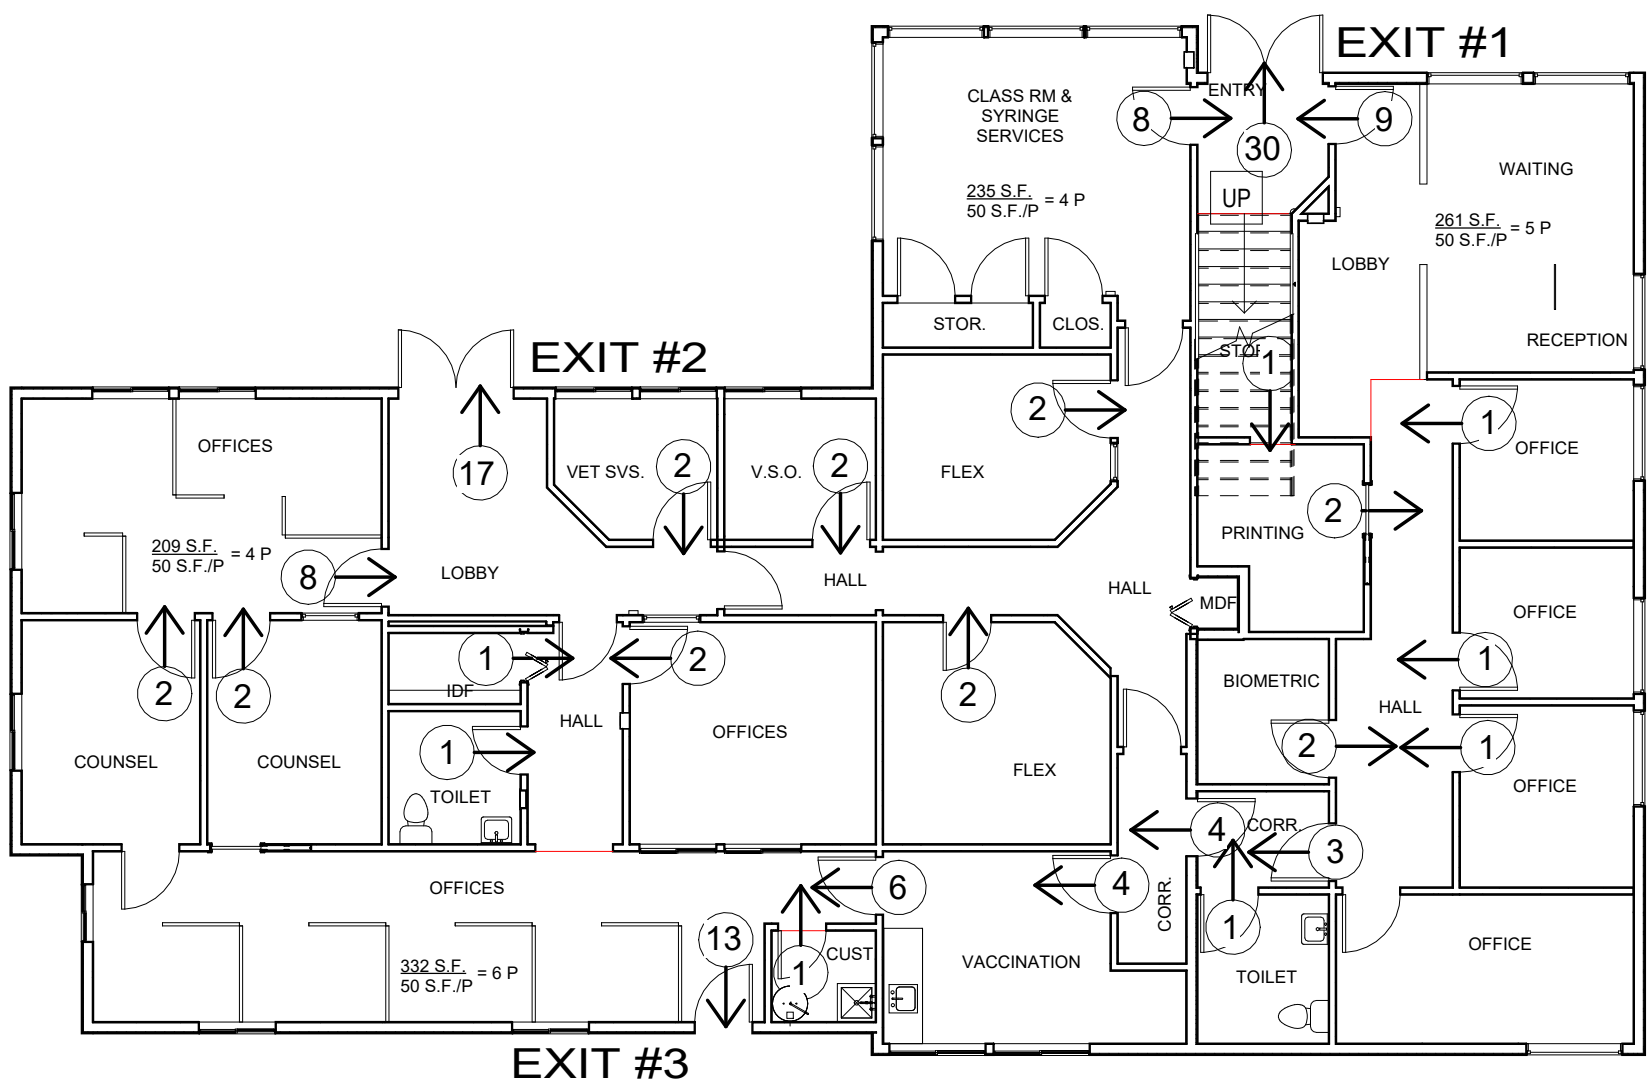 EXIT #1
ENTRY
CLASS RM &
SYRINGE
SERVICES
8
9
30
WAITING
UP
235 S.F.
50 S.F./P = 4 P
261 S.F.
50 S.F./P = 5 P
LOBBY
STOR.
CLOS.
RECEPTION
EXIT #2
1
2
1
OFFICE
OFFICES
17
VET SVS.
2
V.S.O.
2
FLEX
2
PRINTING
209 S.F.
50 S.F./P = 4 P
8
LOBBY
HALL
HALL
MDF
OFFICE
1
2
1
IDF
2
2
2
BIOMETRIC
HALL
HALL
OFFICES
1
2
1
COUNSEL
COUNSEL
FLEX
OFFICE
TOILET
4
CORR.
3
OFFICES
6
4
CORR.
1
13
CUST
1
VACCINATION
OFFICE
332 S.F.
50 S.F./P = 6 P
TOILET
EXIT #3